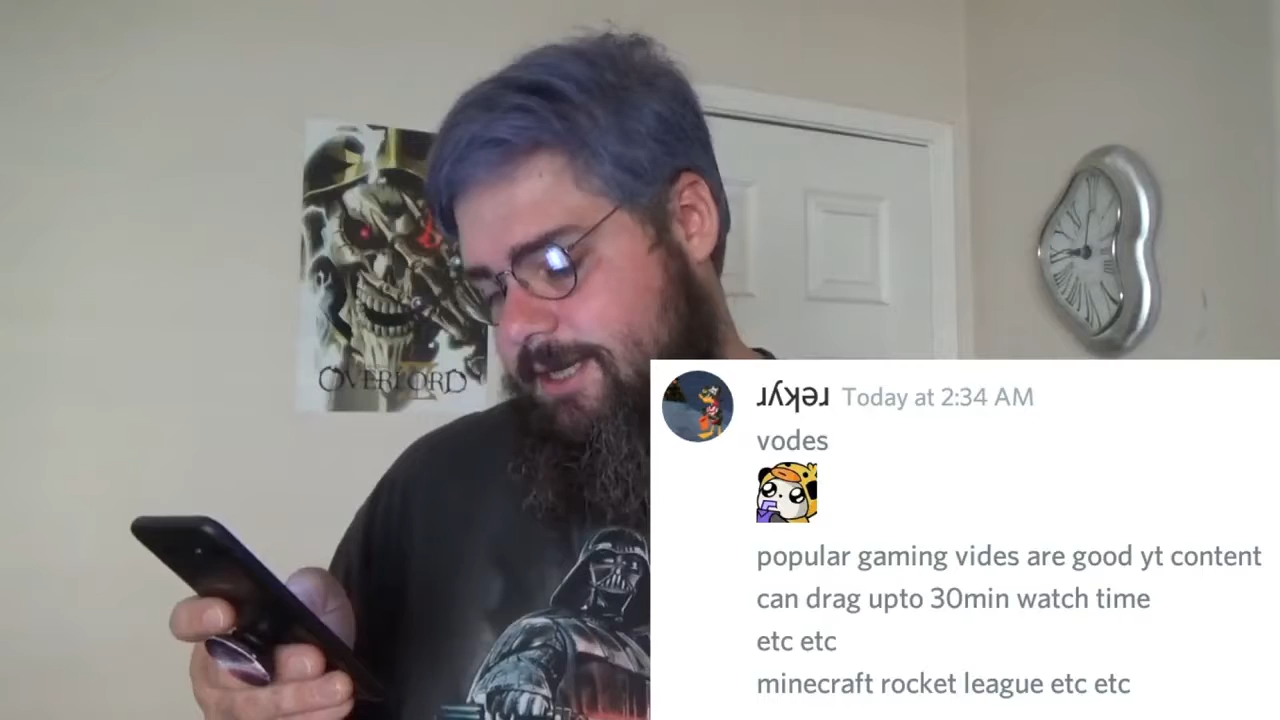 OVERLORD
ɹʎʞǝɹ Today at 2:34 AM
vodes
popular gaming vides are good yt content
can drag upto 30min watch time
etc etc
minecraft rocket league etc etc